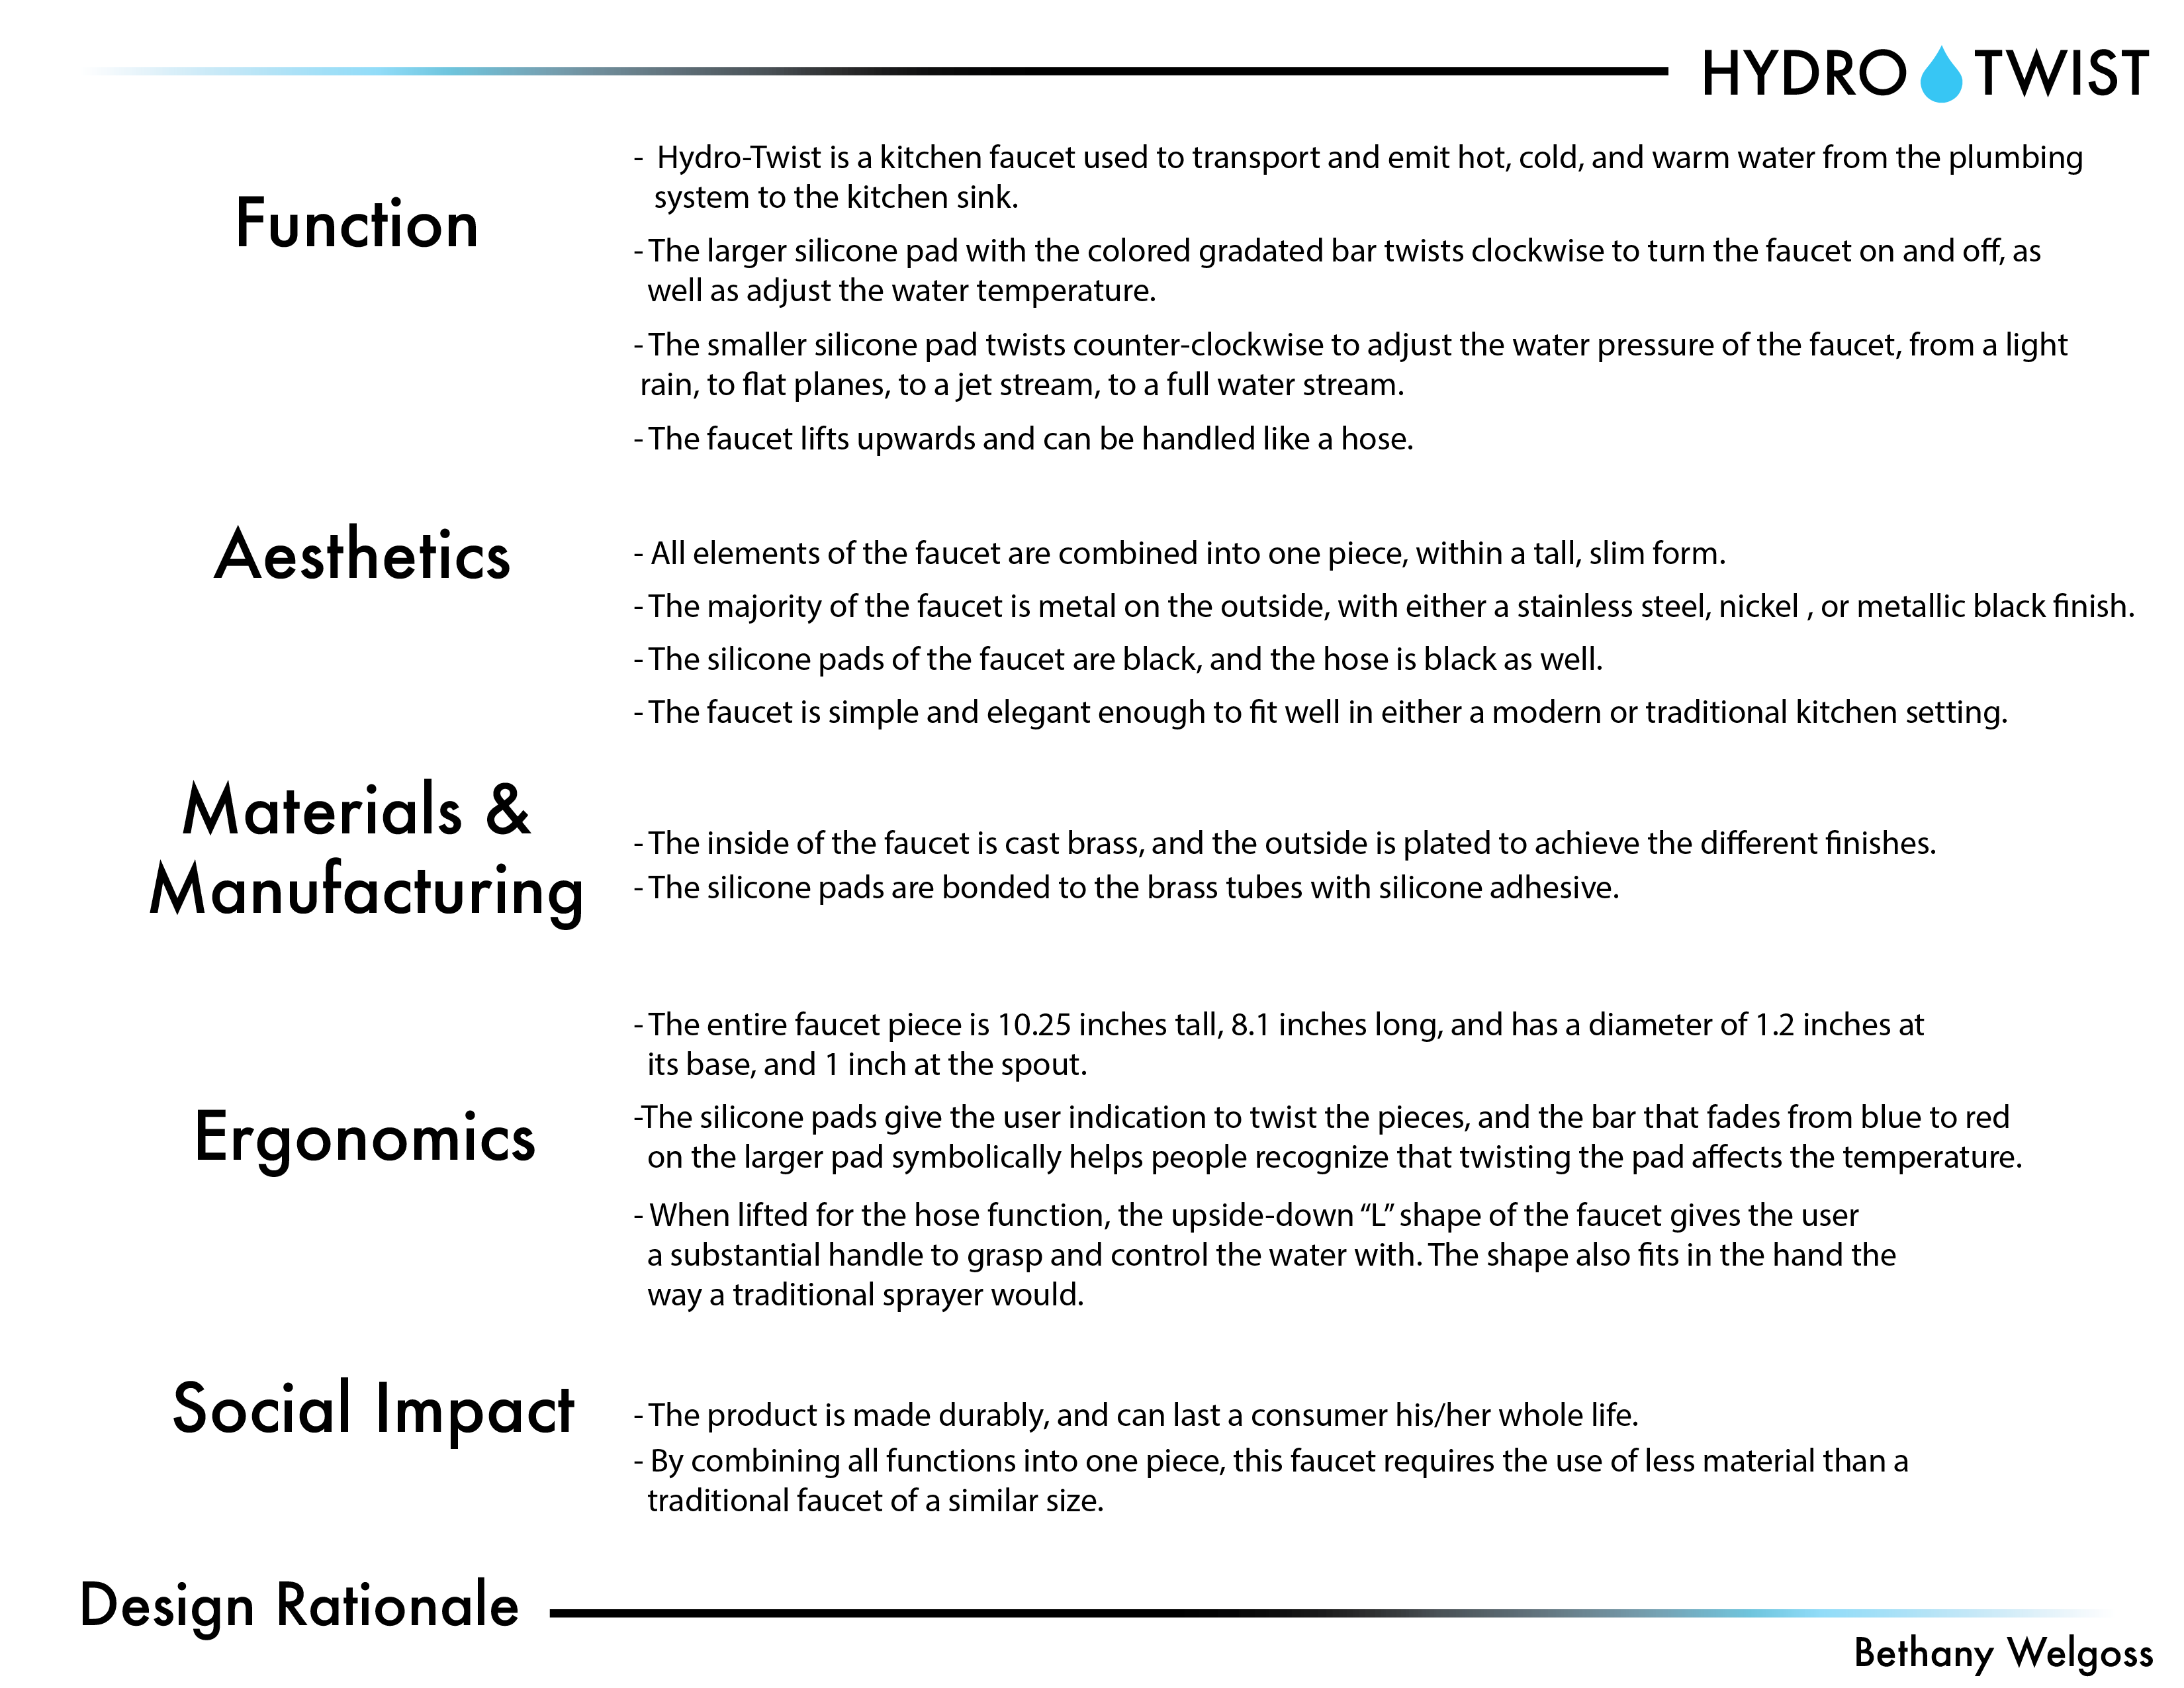 HYDRO TWIST
Function
- Hydro-Twist is a kitchen faucet used to transport and emit hot, cold, and warm water from the plumbing
system to the kitchen sink.
- The larger silicone pad with the colored gradated bar twists clockwise to turn the faucet on and off, as
well as adjust the water temperature.
- The smaller silicone pad twists counter-clockwise to adjust the water pressure of the faucet, from a light
rain, to flat planes, to a jet stream, to a full water stream.
- The faucet lifts upwards and can be handled like a hose.
Aesthetics
- All elements of the faucet are combined into one piece, within a tall, slim form.
- The majority of the faucet is metal on the outside, with either a stainless steel, nickel , or metallic black finish.
- The silicone pads of the faucet are black, and the hose is black as well.
- The faucet is simple and elegant enough to fit well in either a modern or traditional kitchen setting.
Materials &
Manufacturing
- The inside of the faucet is cast brass, and the outside is plated to achieve the different finishes.
- The silicone pads are bonded to the brass tubes with silicone adhesive.
Ergonomics
- The entire faucet piece is 10.25 inches tall, 8.1 inches long, and has a diameter of 1.2 inches at
its base, and 1 inch at the spout.
-The silicone pads give the user indication to twist the pieces, and the bar that fades from blue to red
on the larger pad symbolically helps people recognize that twisting the pad affects the temperature.
- When lifted for the hose function, the upside-down “L” shape of the faucet gives the user
a substantial handle to grasp and control the water with. The shape also fits in the hand the
way a traditional sprayer would.
Social Impact
- The product is made durably, and can last a consumer his/her whole life.
- By combining all functions into one piece, this faucet requires the use of less material than a
traditional faucet of a similar size.
Design Rationale
Bethany Welgoss